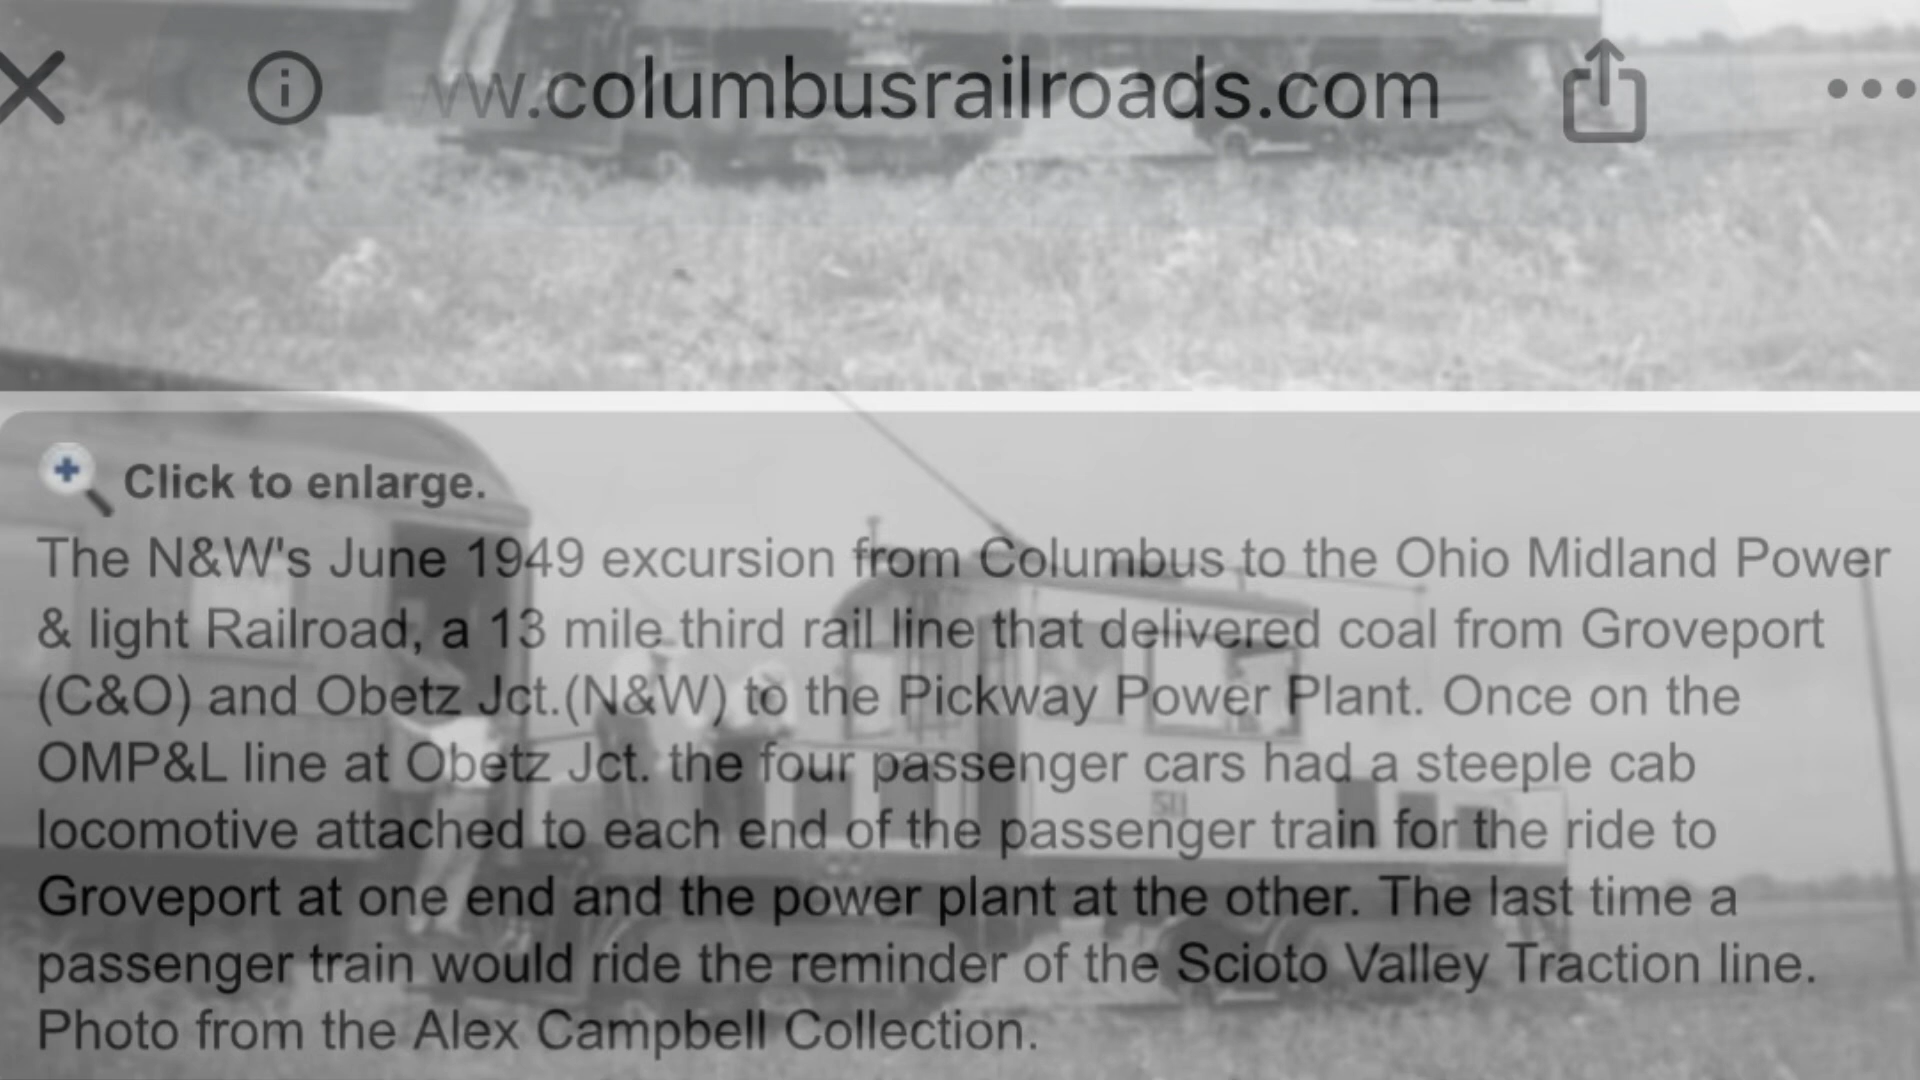 www.columbusrailroads.com
Click to enlarge.
The N&W's June 1949 excursion from Columbus to the Ohio Midland Power
& light Railroad, a 13 mile third rail line that delivered coal from Groveport
(C&O) and Obetz Jct.(N&W) to the Pickway Power Plant. Once on the
OMP&L line at Obetz Jct. the four passenger cars had a steeple cab
locomotive attached to each end of the passenger train for the ride to
Groveport at one end and the power plant at the other. The last time a
passenger train would ride the reminder of the Scioto Valley Traction line.
Photo from the Alex Campbell Collection.
511